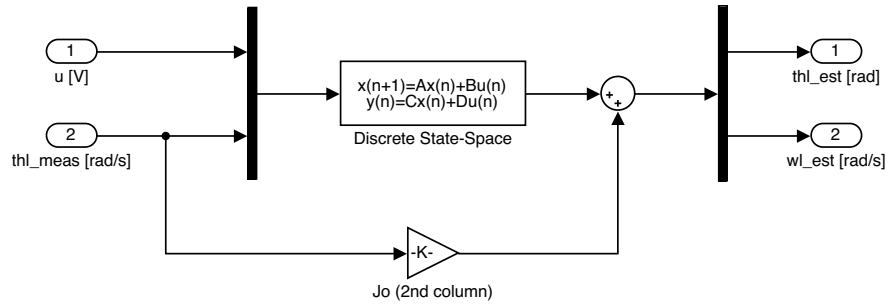 1
u [V]
2
thl_meas [rad/s]
x(n+1)=Ax(n)+Bu(n)
y(n)=Cx(n)+Du(n)
Discrete State-Space
-K-
Jo (2nd column)
+
+
1
thl_est [rad]
2
wl_est [rad/s]